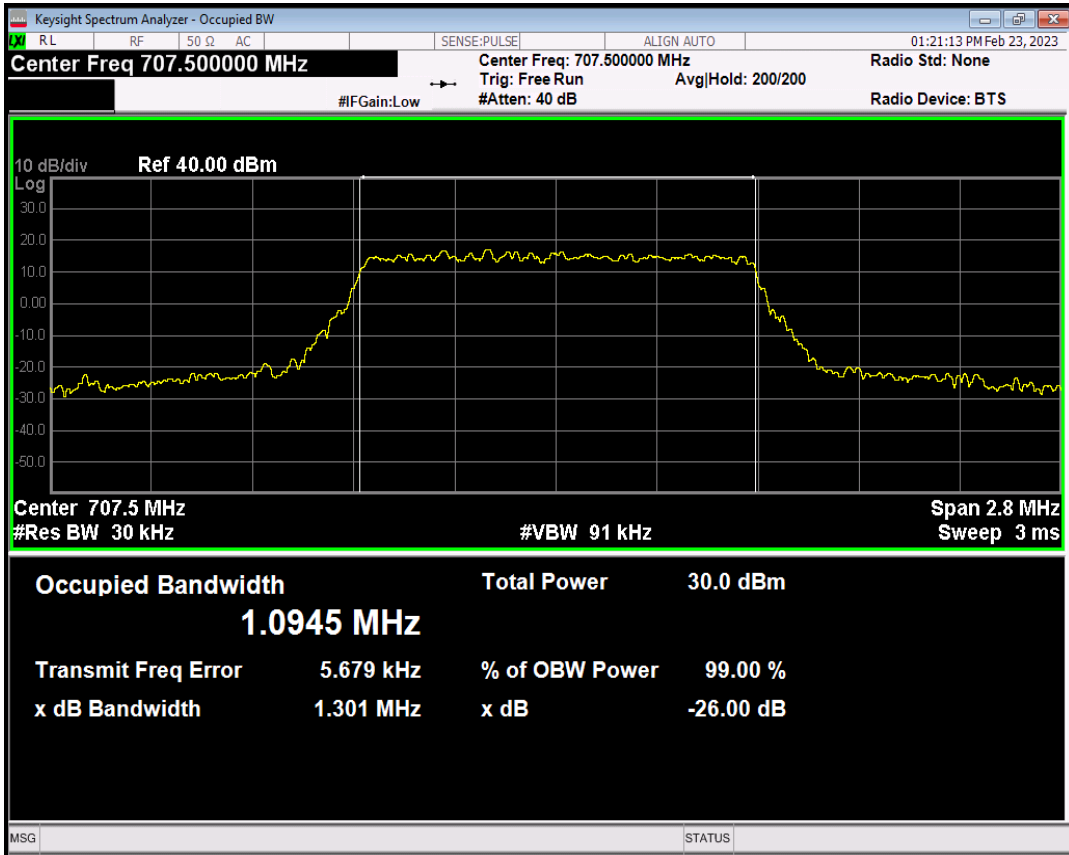 Keysight Spectrum Analyzer - Occupied BW
LXI RL RF 50 Ω AC SENSE:PULSE ALIGN AUTO 01:21:13 PM Feb 23, 2023
Center Freq 707.500000 MHz
Center Freq: 707.500000 MHz
Radio Std: None
Trig: Free Run Avg|Hold: 200/200
#IFGain:Low #Atten: 40 dB Radio Device: BTS
10 dB/div Ref 40.00 dBm
Log
30.0
20.0
10.0
0.00
-10.0
-20.0
-30.0
-40.0
-50.0
Center 707.5 MHz Span 2.8 MHz
#Res BW 30 kHz #VBW 91 kHz Sweep 3 ms
Occupied Bandwidth Total Power 30.0 dBm
1.0945 MHz
Transmit Freq Error 5.679 kHz % of OBW Power 99.00 %
x dB Bandwidth 1.301 MHz x dB -26.00 dB
MSG STATUS